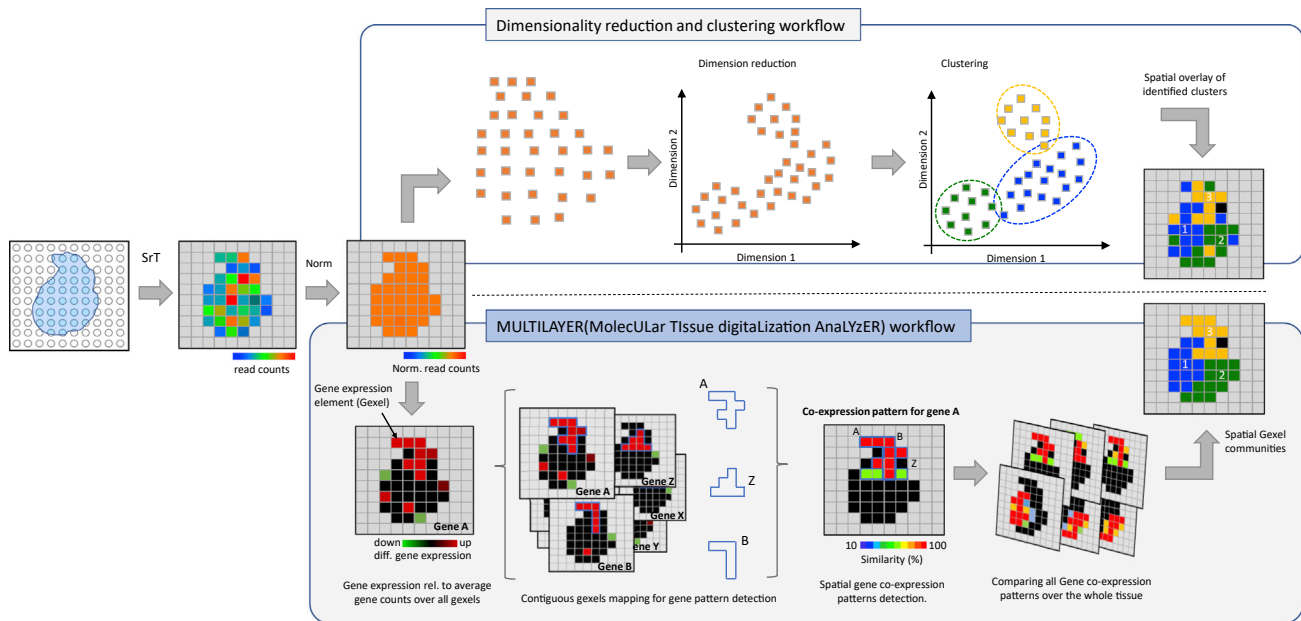 Dimensionality reduction and clustering workflow
Dimension reduction
Clustering
Spatial overlay of
identified clusters
Dimension 2
Dimension 1
Dimension 2
Dimension 1
3
1
2
SrT
Norm
read counts
Norm. read counts
MULTILAYER(MolecULar TIssue digitaLization AnaLYzER) workflow
3
1
2
Gene expression
element (Gexel)
Gene A
down
up
diff. gene expression
Gene expression rel. to average
gene counts over all gexels
Gene A
Gene Z
Gene X
Gene Y
Gene B
A
Z
B
Contiguous gexels mapping for gene pattern detection
Co-expression pattern for gene A
A
B
Z
10
100
Similarity (%)
Spatial gene co-expression
patterns detection.
Comparing all Gene co-expression
patterns over the whole tissue
Spatial Gexel
communities